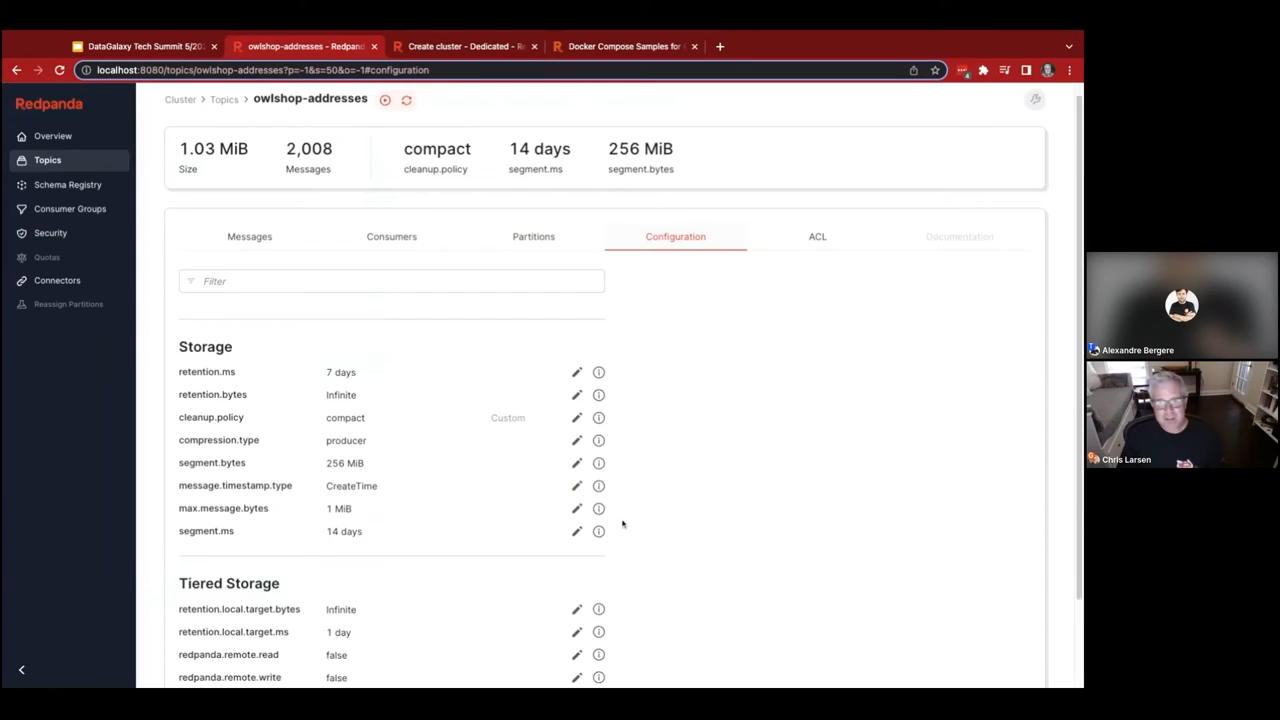 DataGalaxy Tech Summit 5/202
owlshop-addresses - Redpand
Create cluster - Dedicated - Re
Docker Compose Samples for
localhost:8080/topics/owlshop-addresses?p=-1&s=50&o=-1#configuration
Redpanda
Overview
Topics
Schema Registry
Consumer Groups
Security
Quotas
Connectors
Reassign Partitions
Cluster > Topics > owlshop-addresses
1.03 MiB 2,008 compact 14 days 256 MiB
Size Messages cleanup.policy segment.ms segment.bytes
Messages Consumers Partitions Configuration ACL Documentation
Filter
Storage
retention.ms 7 days
retention.bytes Infinite
cleanup.policy compact Custom
compression.type producer
segment.bytes 256 MiB
message.timestamp.type CreateTime
max.message.bytes 1 MiB
segment.ms 14 days
Tiered Storage
retention.local.target.bytes Infinite
retention.local.target.ms 1 day
redpanda.remote.read false
redpanda.remote.write false
Alexandre Bergere
Chris Larsen